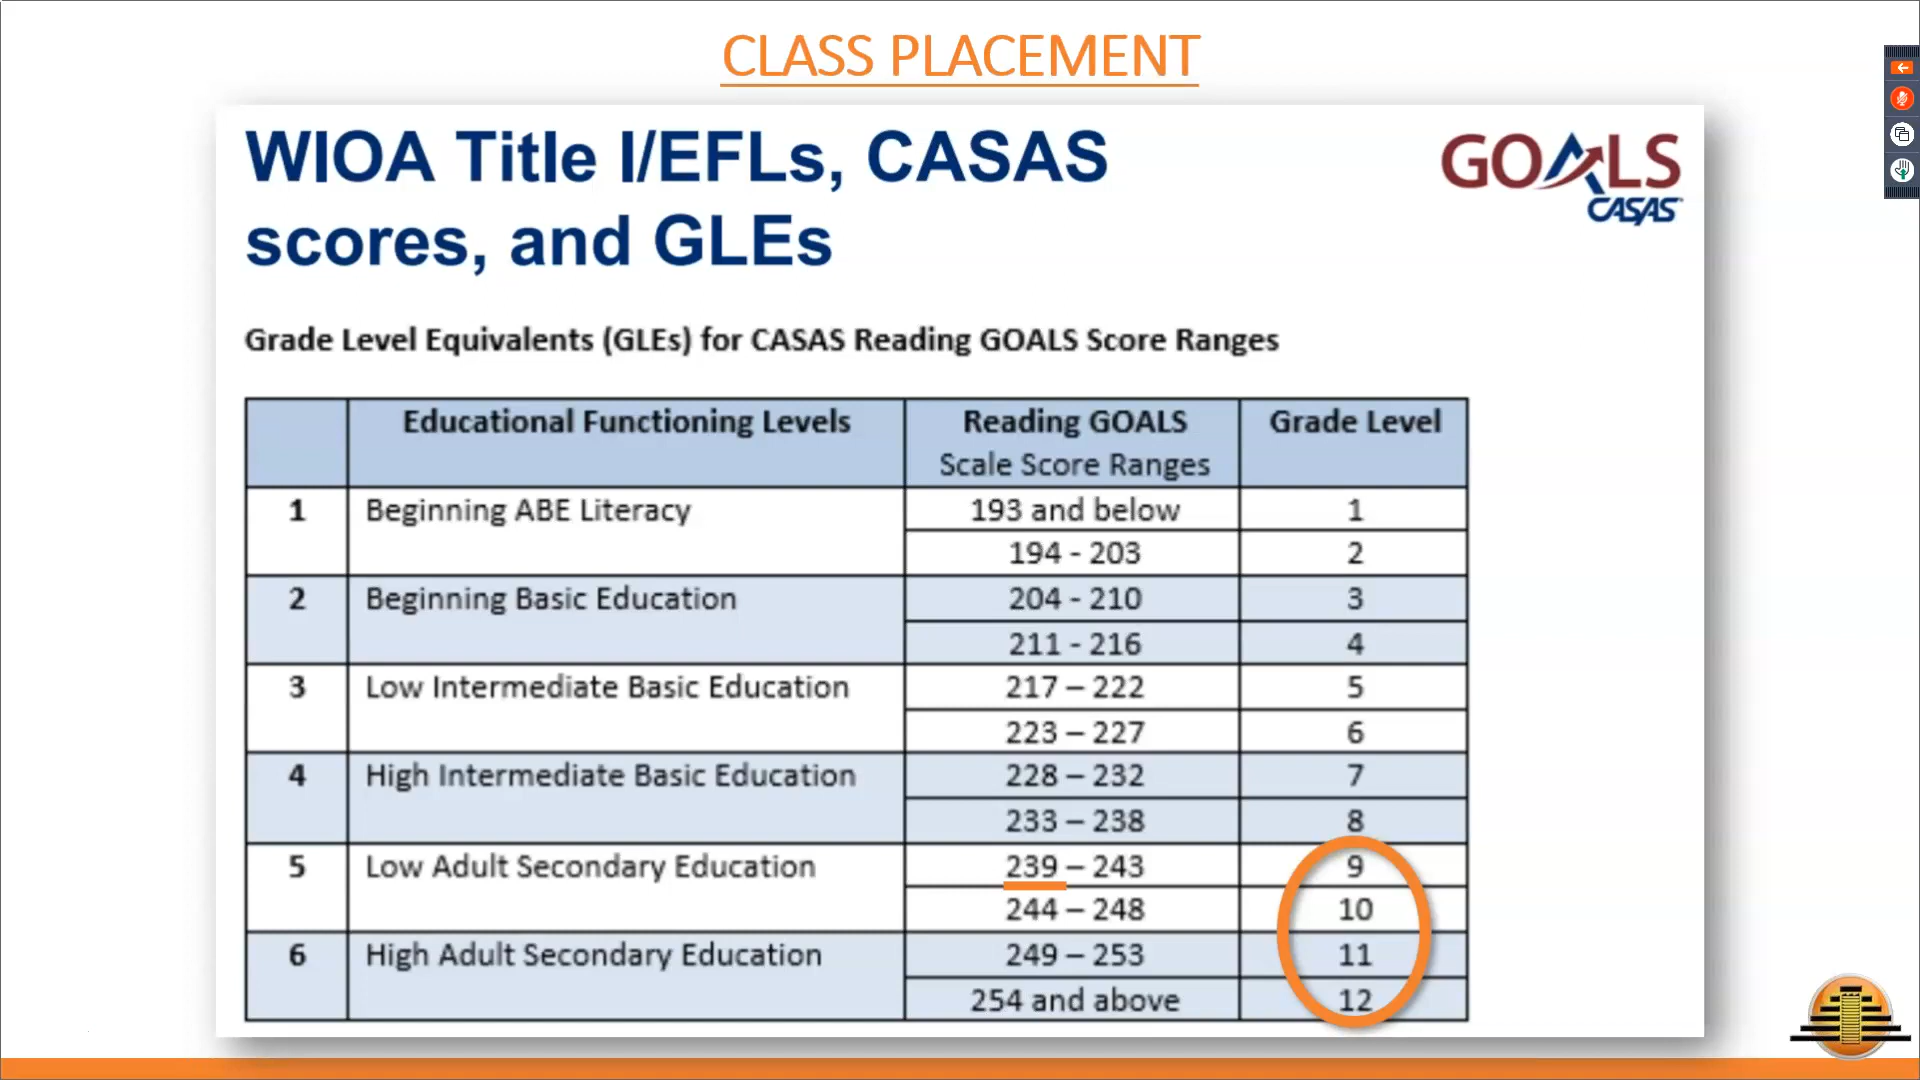 CLASS PLACEMENT
WIOA Title I/EFLs, CASAS
scores, and GLEs
GOALS
CASAS
Grade Level Equivalents (GLEs) for CASAS Reading GOALS Score Ranges
Educational Functioning Levels Reading GOALS Grade Level
Scale Score Ranges
1 Beginning ABE Literacy 193 and below 1
194 - 203 2
2 Beginning Basic Education 204 - 210 3
211 - 216 4
3 Low Intermediate Basic Education 217 – 222 5
223 – 227 6
4 High Intermediate Basic Education 228 – 232 7
233 – 238 8
5 Low Adult Secondary Education 239 – 243 9
244 – 248 10
6 High Adult Secondary Education 249 – 253 11
254 and above 12